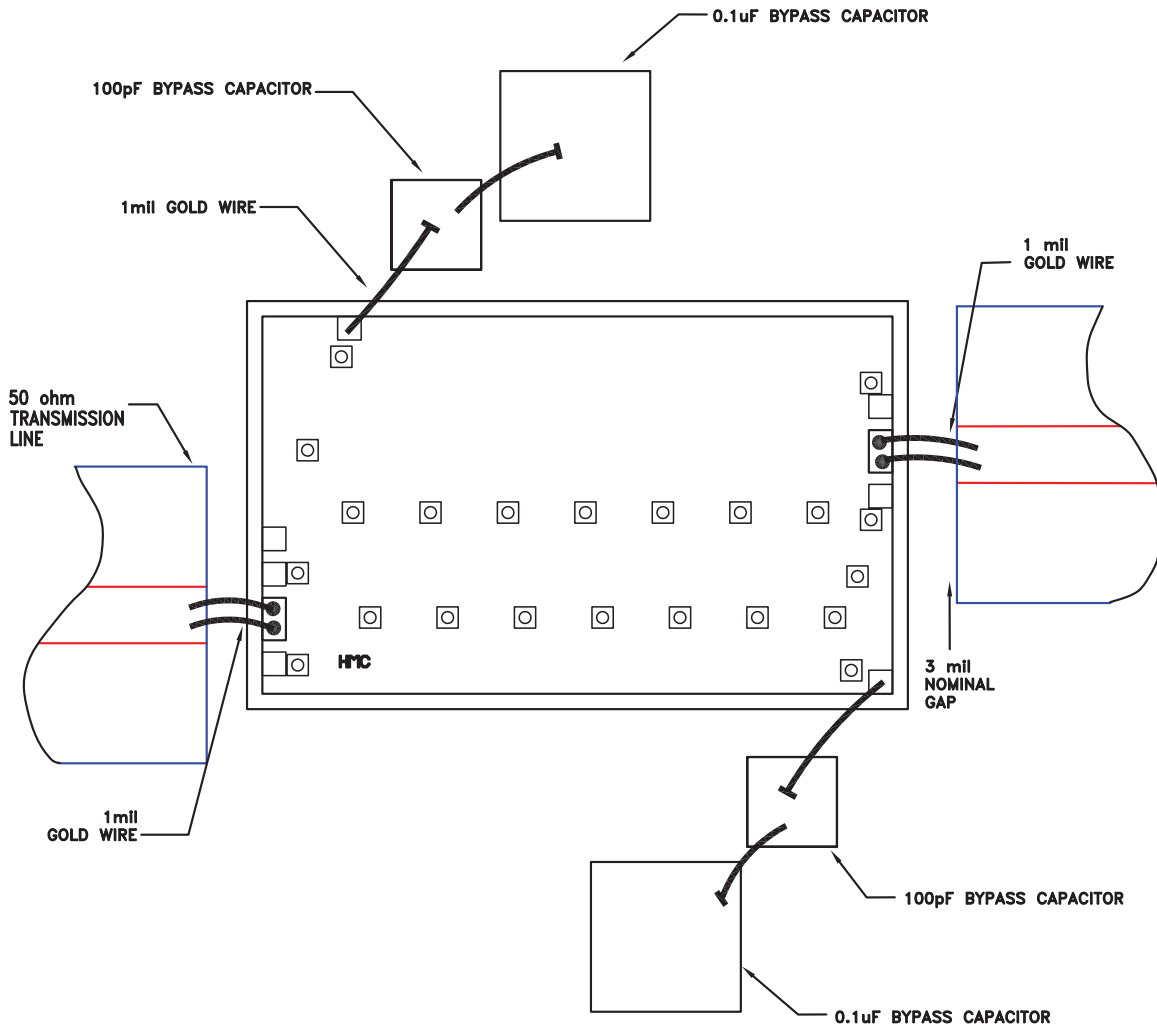 0.1uF BYPASS CAPACITOR
100pF BYPASS CAPACITOR
1mil GOLD WIRE
1 mil
GOLD WIRE
50 ohm
TRANSMISSION
LINE
HMC
3 mil
NOMINAL
GAP
1mil
GOLD WIRE
100pF BYPASS CAPACITOR
0.1uF BYPASS CAPACITOR